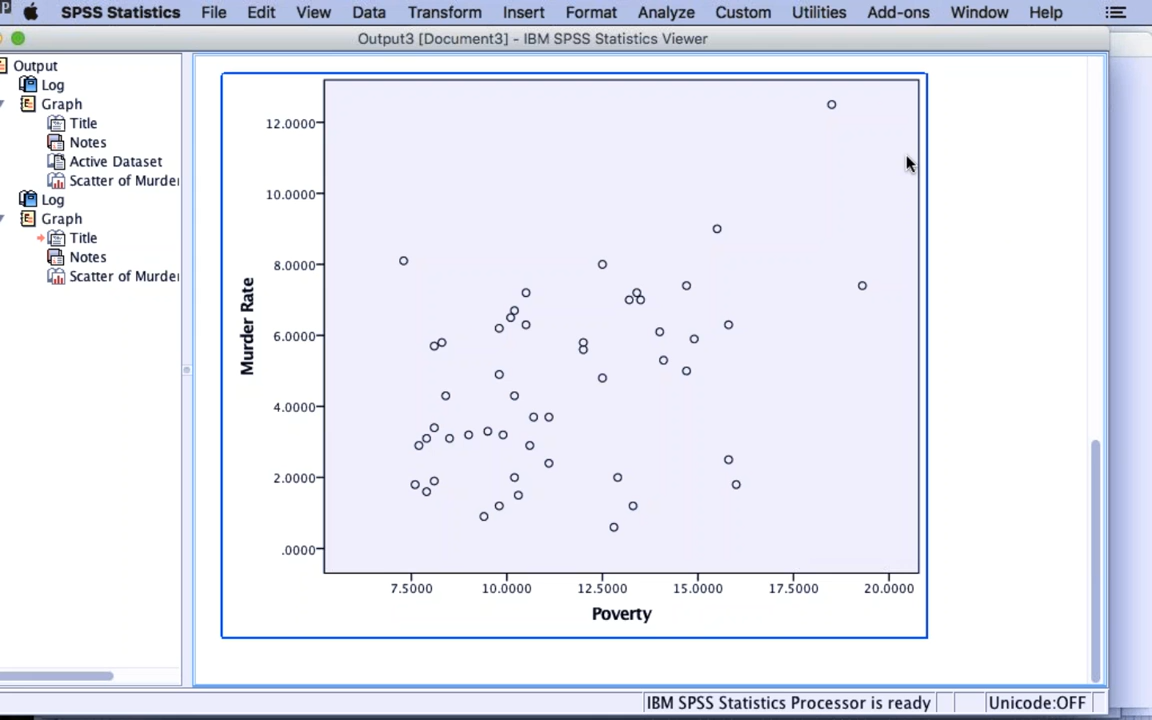 SPSS Statistics File Edit View Data Transform Insert Format Analyze Custom Utilities Add-ons Window Help
Output3 [Document3] - IBM SPSS Statistics Viewer
Output
Log
Graph
Title
Notes
Active Dataset
Scatter of Murder
Log
Graph
Title
Notes
Scatter of Murder
Murder Rate
12.0000
10.0000
8.0000
6.0000
4.0000
2.0000
.0000
7.5000 10.0000 12.5000 15.0000 17.5000 20.0000
Poverty
IBM SPSS Statistics Processor is ready Unicode:OFF